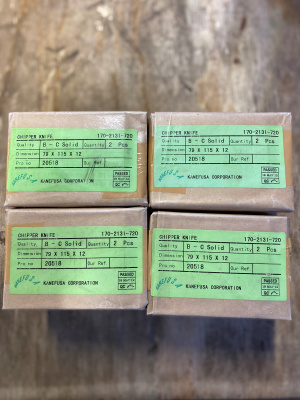 CHIPPER KNIFE 170-2131-720
Quality B - C Solid Quantity 2 Pcs
Dimension 79 X 115 X 12
Pro.no 20518 Our Ref.
KANEFUSA CORPORATION
PASSED
QC
CHIPPER KNIFE 170-2131-720
Quality B - C Solid Quantity 2 Pcs
Dimension 79 X 115 X 12
Pro.no 20518 Our Ref.
KANEFUSA CORPORATION
PASSED
QC
CHIPPER KNIFE 170-2131-720
Quality B - C Solid Quantity 2 Pcs
Dimension 79 X 115 X 12
Pro.no 20518 Our Ref.
KANEFUSA CORPORATION
PASSED
QC
CHIPPER KNIFE 170-2131-720
Quality B - C Solid Quantity 2 Pcs
Dimension 79 X 115 X 12
Pro.no 20518 Our Ref.
KANEFUSA CORPORATION
PASSED
QC